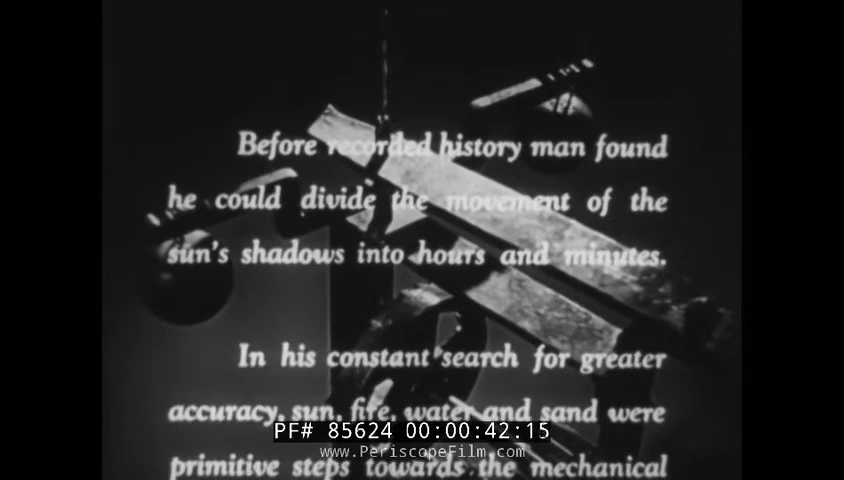 Before recorded history man found
he could divide the movement of the
sun's shadows into hours and minutes.
In his constant search for greater
accuracy, sun, fire, water and sand were
PF# 85624 00:00:42:15
www.PeriscopeFilm.com
primitive steps towards the mechanical